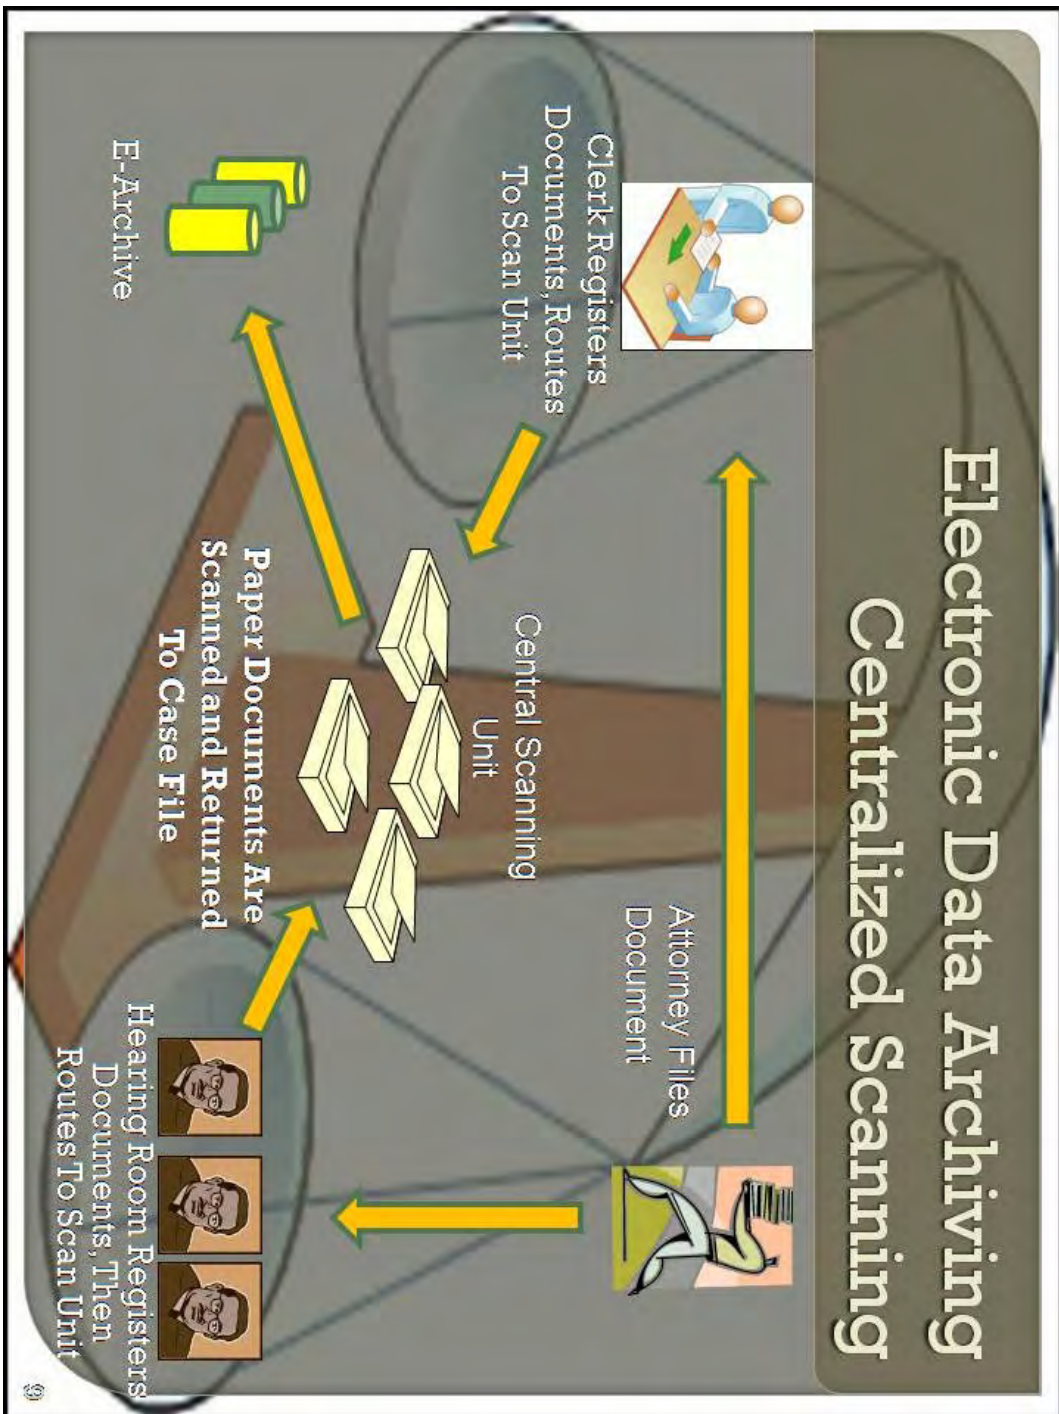 Electronic Data Archiving
Centralized Scanning
Attorney Files
Document
Clerk Registers
Documents, Routes
To Scan Unit
Central Scanning
Unit
Paper Documents Are
Scanned and Returned
To Case File
E-Archive
Hearing Room Registers
Documents, Then
Routes To Scan Unit
9